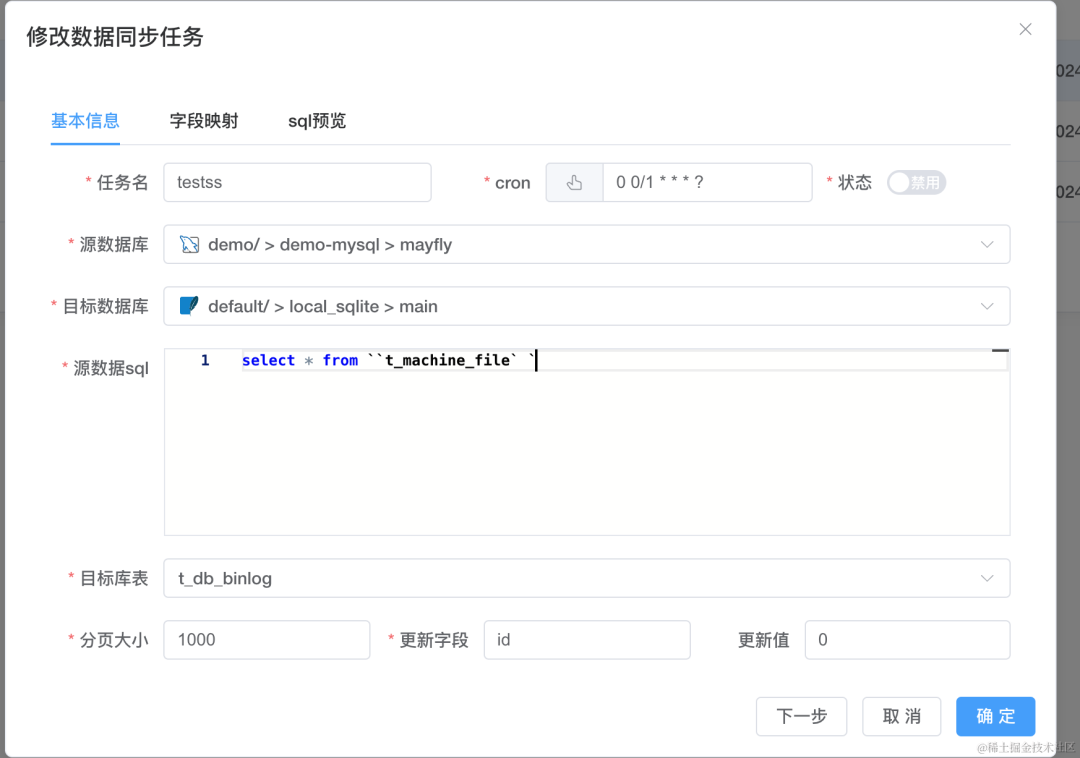 修改数据同步任务
024
基本信息 字段映射 sql预览
024
* 任务名 testss * cron 0 0/1 * * * ? * 状态 禁用
024
* 源数据库 demo/ > demo-mysql > mayfly
* 目标数据库 default/ > local_sqlite > main
* 源数据sql 1 select * from ``t_machine_file` `
* 目标库表 t_db_binlog
* 分页大小 1000 * 更新字段 id 更新值 0
下一步 取 消 确 定
@稀土掘金技术社区